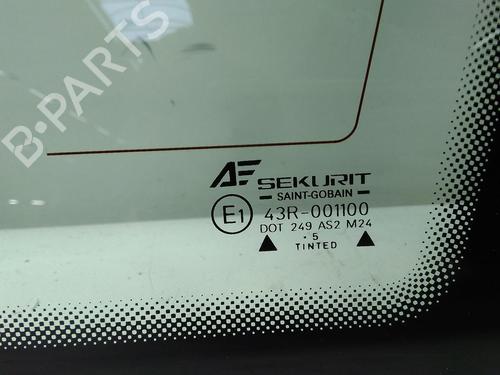 B-PARTS
AF SEKURIT
SAINT-GOBAIN
E1 43R-001100
DOT 249 AS2 M24
. 5
TINTED